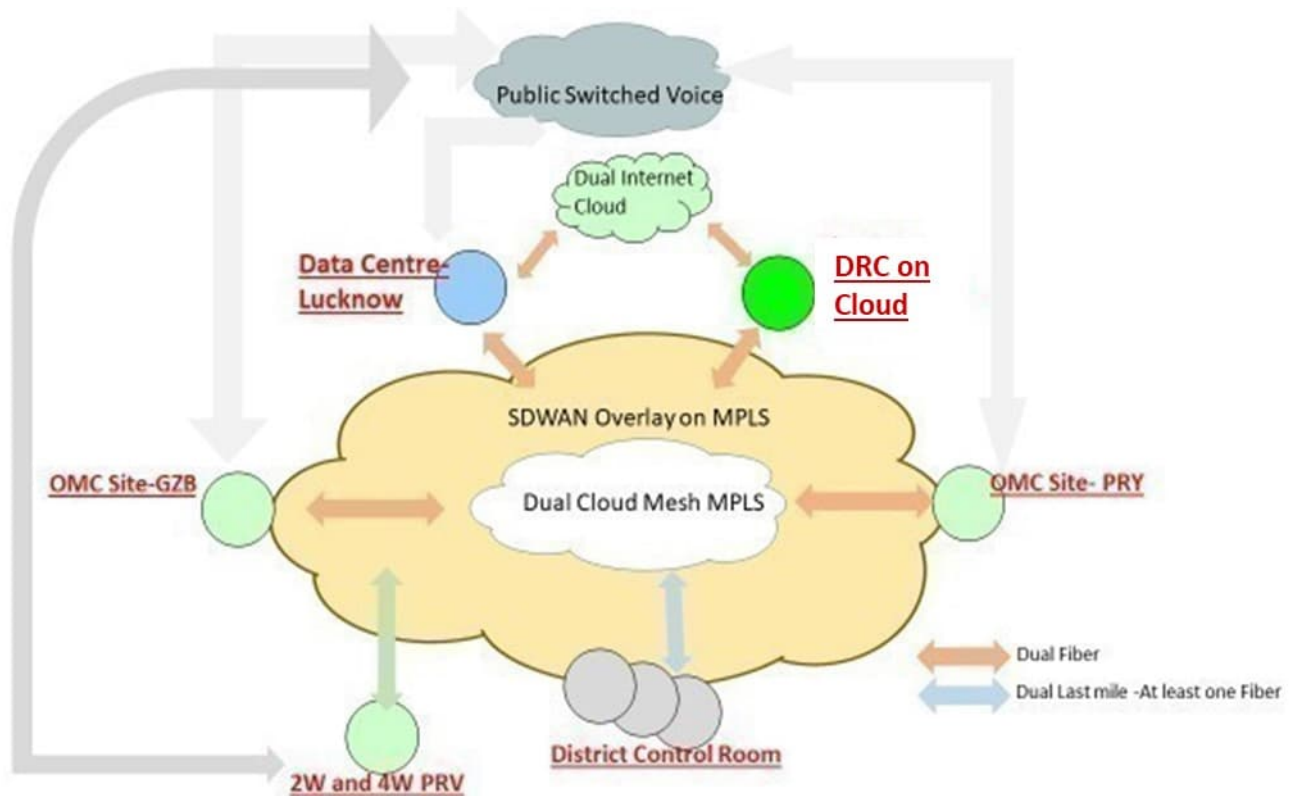 Public Switched Voice
Dual Internet
Cloud
Data Centre-
Lucknow
DRC on
Cloud
SDWAN Overlay on MPLS
OMC Site-GZB
Dual Cloud Mesh MPLS
OMC Site- PRY
Dual Fiber
Dual Last mile -At least one Fiber
District Control Room
2W and 4W PRV